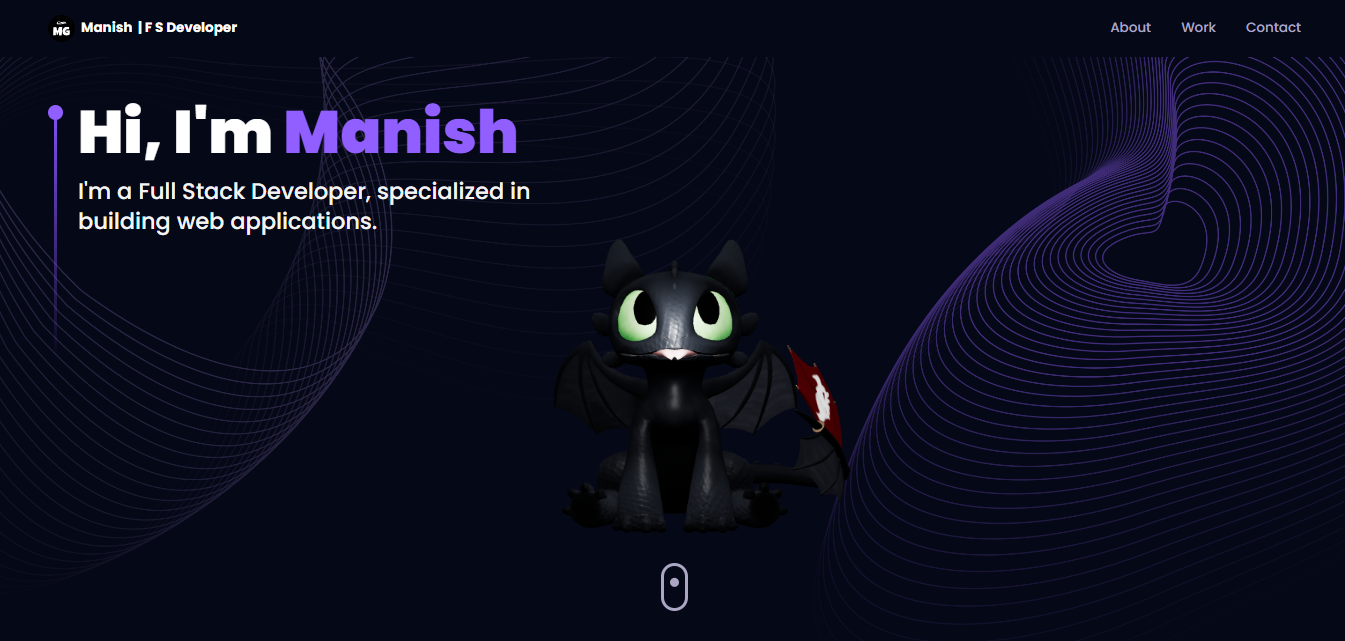 MG
Manish | F S Developer
About
Work
Contact
Hi, I'm Manish
I'm a Full Stack Developer, specialized in
building web applications.